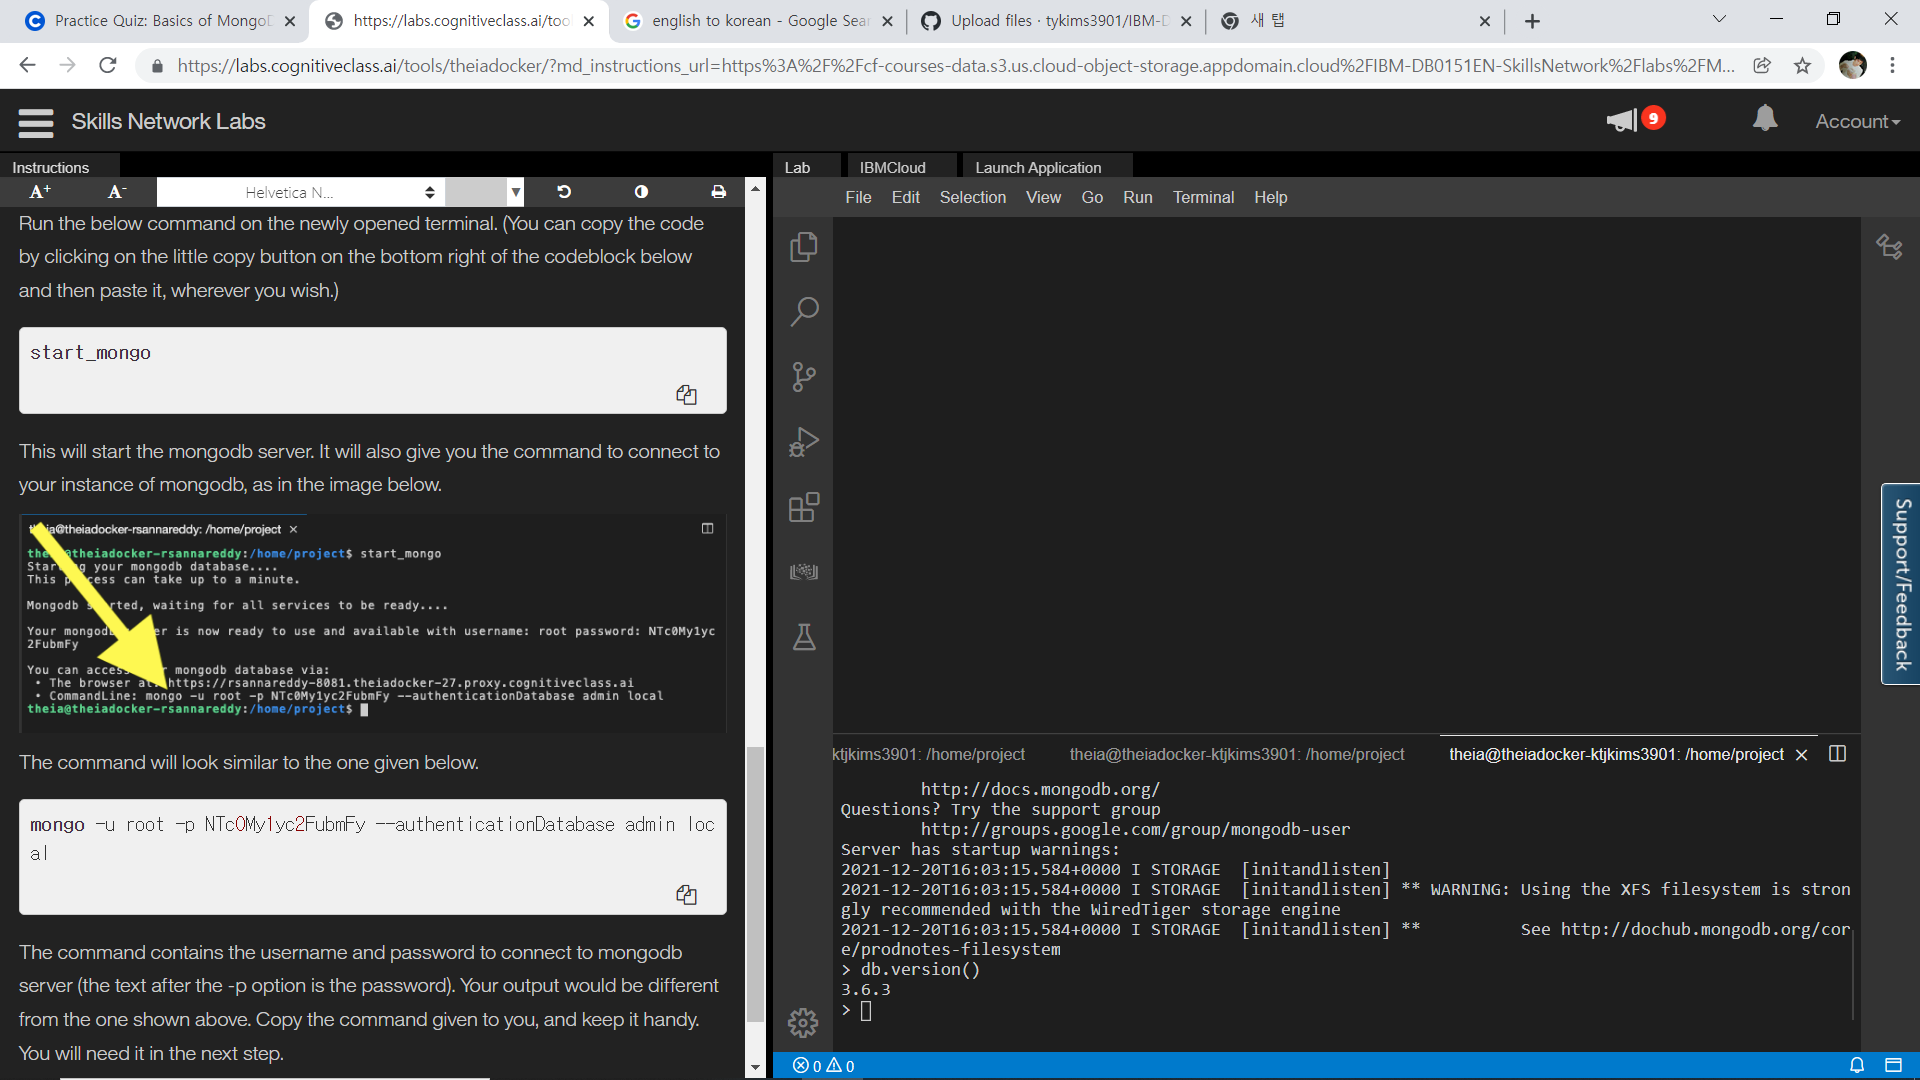 Practice Quiz: Basics of MongoD
https://labs.cognitiveclass.ai/too
english to korean - Google Sear
Upload files · tykims3901/IBM-D
새 탭
https://labs.cognitiveclass.ai/tools/theiadocker/?md_instructions_url=https%3A%2F%2Fcf-courses-data.s3.us.cloud-object-storage.appdomain.cloud%2FIBM-DB0151EN-SkillsNetwork%2Flabs%2FM...
Skills Network Labs
9
Account
Instructions
A+ A- Helvetica N...
Run the below command on the newly opened terminal. (You can copy the code
by clicking on the little copy button on the bottom right of the codeblock below
and then paste it, wherever you wish.)
start_mongo
This will start the mongodb server. It will also give you the command to connect to
your instance of mongodb, as in the image below.
@theiadocker-rsannareddy: /home/project
theia@theiadocker-rsannareddy:/home/project$ start_mongo
your mongodb database....
This process can take up to a minute.
Mongodb started, waiting for all services to be ready....
Your mongodb server is now ready to use and available with username: root password: NTc0My1yc
2FubmFy
You can access your mongodb database via:
• The browser at: https://rsannareddy-8081.theiadocker-27.proxy.cognitiveclass.ai
• CommandLine: mongo -u root -p NTc0My1yc2FubmFy --authenticationDatabase admin local
theia@theiadocker-rsannareddy:/home/project$
The command will look similar to the one given below.
mongo -u root -p NTc0My1yc2FubmFy --authenticationDatabase admin loc
al
The command contains the username and password to connect to mongodb
server (the text after the -p option is the password). Your output would be different
from the one shown above. Copy the command given to you, and keep it handy.
You will need it in the next step.
Lab IBMCloud Launch Application
File Edit Selection View Go Run Terminal Help
Support/Feedback
ktjkims3901: /home/project
theia@theiadocker-ktjkims3901: /home/project
theia@theiadocker-ktjkims3901: /home/project
http://docs.mongodb.org/
Questions? Try the support group
http://groups.google.com/group/mongodb-user
Server has startup warnings:
2021-12-20T16:03:15.584+0000 I STORAGE  [initandlisten]
2021-12-20T16:03:15.584+0000 I STORAGE  [initandlisten] ** WARNING: Using the XFS filesystem is stron
gly recommended with the WiredTiger storage engine
2021-12-20T16:03:15.584+0000 I STORAGE  [initandlisten] **          See http://dochub.mongodb.org/cor
e/prodnotes-filesystem
> db.version()
3.6.3
>
0 0